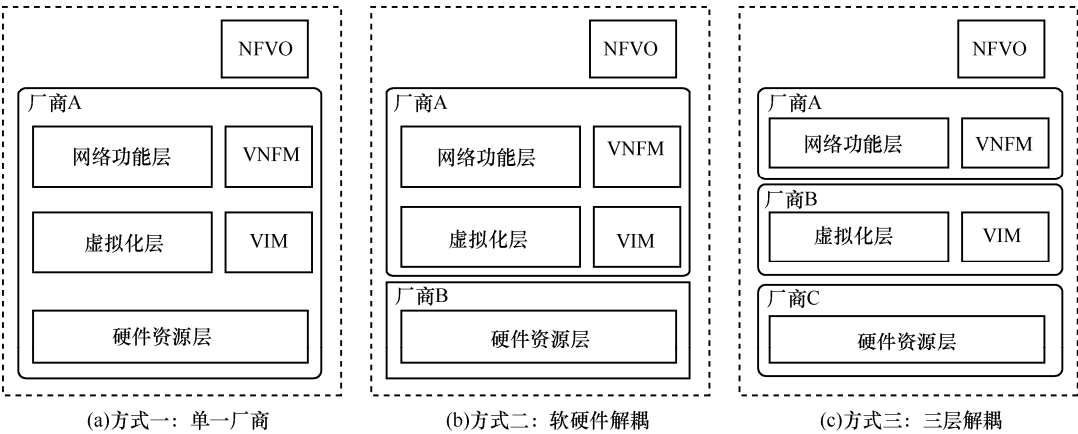 NFVO
厂商A
网络功能层
VNFM
虚拟化层
VIM
硬件资源层
(a)方式一：单一厂商
NFVO
厂商A
网络功能层
VNFM
虚拟化层
VIM
厂商B
硬件资源层
(b)方式二：软硬件解耦
NFVO
厂商A
网络功能层
VNFM
厂商B
虚拟化层
VIM
厂商C
硬件资源层
(c)方式三：三层解耦